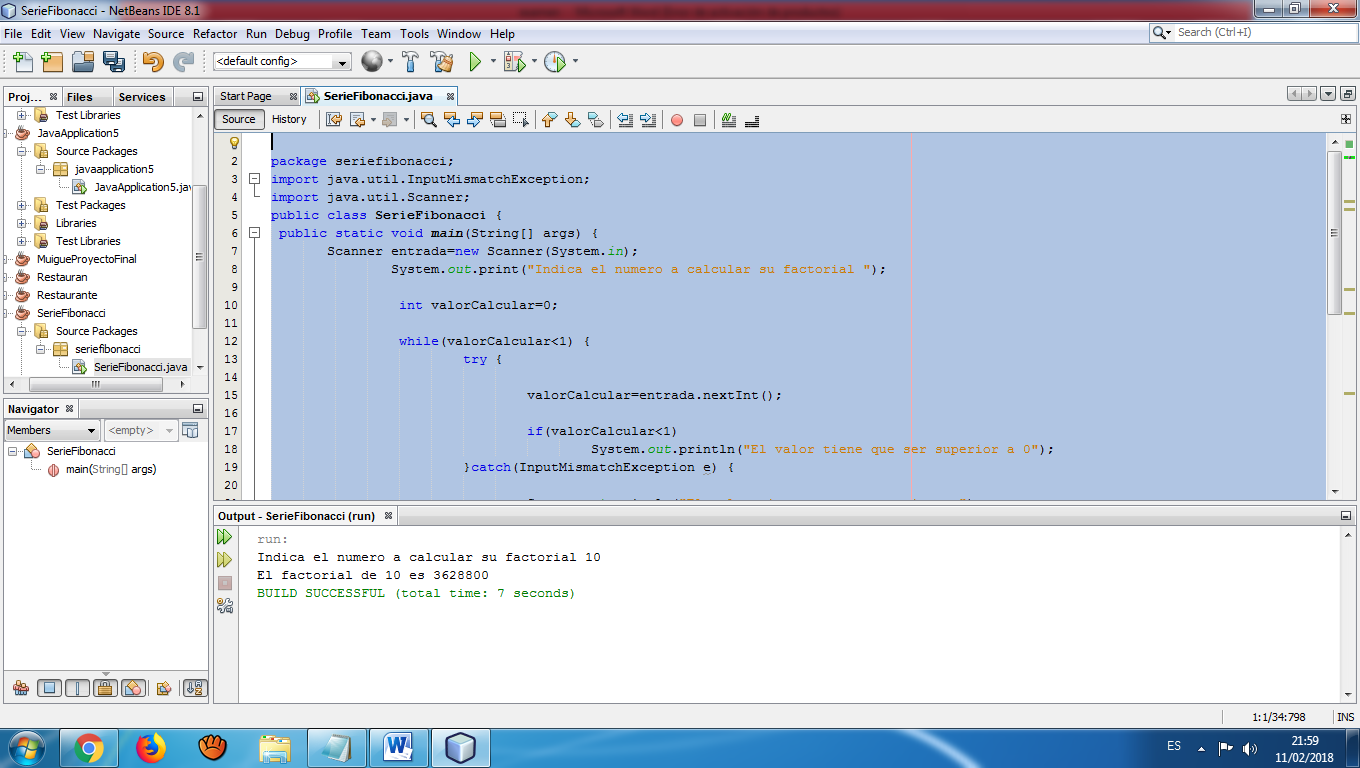 SerieFibonacci - NetBeans IDE 8.1
File Edit View Navigate Source Refactor Run Debug Profile Team Tools Window Help
Search (Ctrl+I)
<default config>
Proj... Files Services
Test Libraries
JavaApplication5
Source Packages
javaapplication5
JavaApplication5.jav
Test Packages
Libraries
Test Libraries
MuigueProyectoFinal
Restauran
Restaurante
SerieFibonacci
Source Packages
seriefibonacci
SerieFibonacci.java
Navigator
Members <empty>
SerieFibonacci
main(String[] args)
Start Page SerieFibonacci.java
Source History
2 package seriefibonacci;
3 import java.util.InputMismatchException;
4 import java.util.Scanner;
5 public class SerieFibonacci {
6 public static void main(String[] args) {
7 Scanner entrada=new Scanner(System.in);
8 System.out.print("Indica el numero a calcular su factorial ");
9
10 int valorCalcular=0;
11
12 while(valorCalcular<1) {
13 try {
14
15 valorCalcular=entrada.nextInt();
16
17 if(valorCalcular<1)
18 System.out.println("El valor tiene que ser superior a 0");
19 }catch(InputMismatchException e) {
20
Output - SerieFibonacci (run)
run:
Indica el numero a calcular su factorial 10
El factorial de 10 es 3628800
BUILD SUCCESSFUL (total time: 7 seconds)
1:1/34:798 INS
ES
21:59
11/02/2018